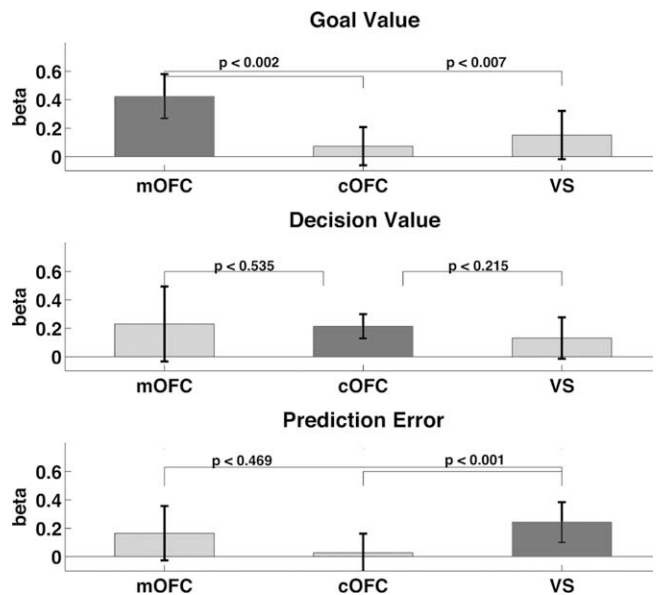 Goal Value
p < 0.002 p < 0.007
0.6
0.4
0.2
0
beta
mOFC cOFC VS
Decision Value
p < 0.535 p < 0.215
0.6
0.4
0.2
0
beta
mOFC cOFC VS
Prediction Error
p < 0.469 p < 0.001
0.6
0.4
0.2
0
beta
mOFC cOFC VS